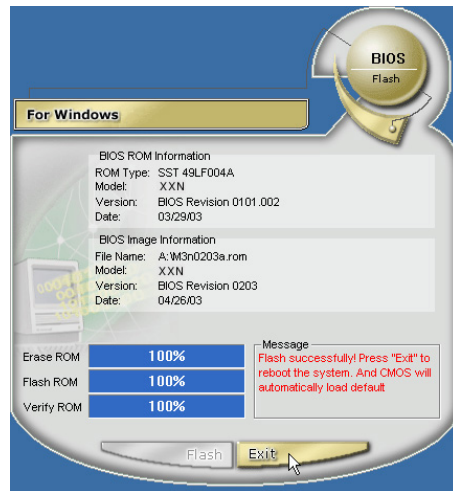 BIOS
Flash
For Windows
BIOS ROM Information
ROM Type: SST 49LF004A
Model: XXN
Version: BIOS Revision 0101.002
Date: 03/29/03
BIOS Image Information
File Name: A:\M3n0203a.rom
Model: XXN
Version: BIOS Revision 0203
Date: 04/26/03
Erase ROM 100%
Flash ROM 100%
Verify ROM 100%
Message
Flash successfully! Press "Exit" to
reboot the system. And CMOS will
automatically load default
Flash
Exit